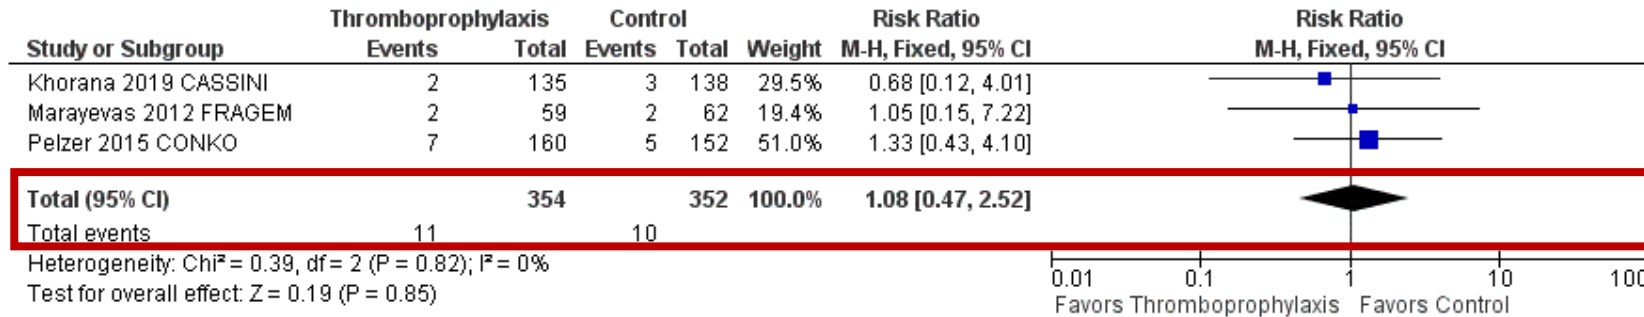 Thromboprophylaxis Control Risk Ratio Risk Ratio
Study or Subgroup Events Total Events Total Weight M-H, Fixed, 95% CI M-H, Fixed, 95% CI
Khorana 2019 CASSINI 2 135 3 138 29.5% 0.68 [0.12, 4.01]
Marayevas 2012 FRAGEM 2 59 2 62 19.4% 1.05 [0.15, 7.22]
Pelzer 2015 CONKO 7 160 5 152 51.0% 1.33 [0.43, 4.10]
Total (95% CI) 354 352 100.0% 1.08 [0.47, 2.52]
Total events 11 10
Heterogeneity: Chi² = 0.39, df = 2 (P = 0.82); I² = 0%
Test for overall effect: Z = 0.19 (P = 0.85)
0.01 0.1 1 10 100
Favors Thromboprophylaxis Favors Control